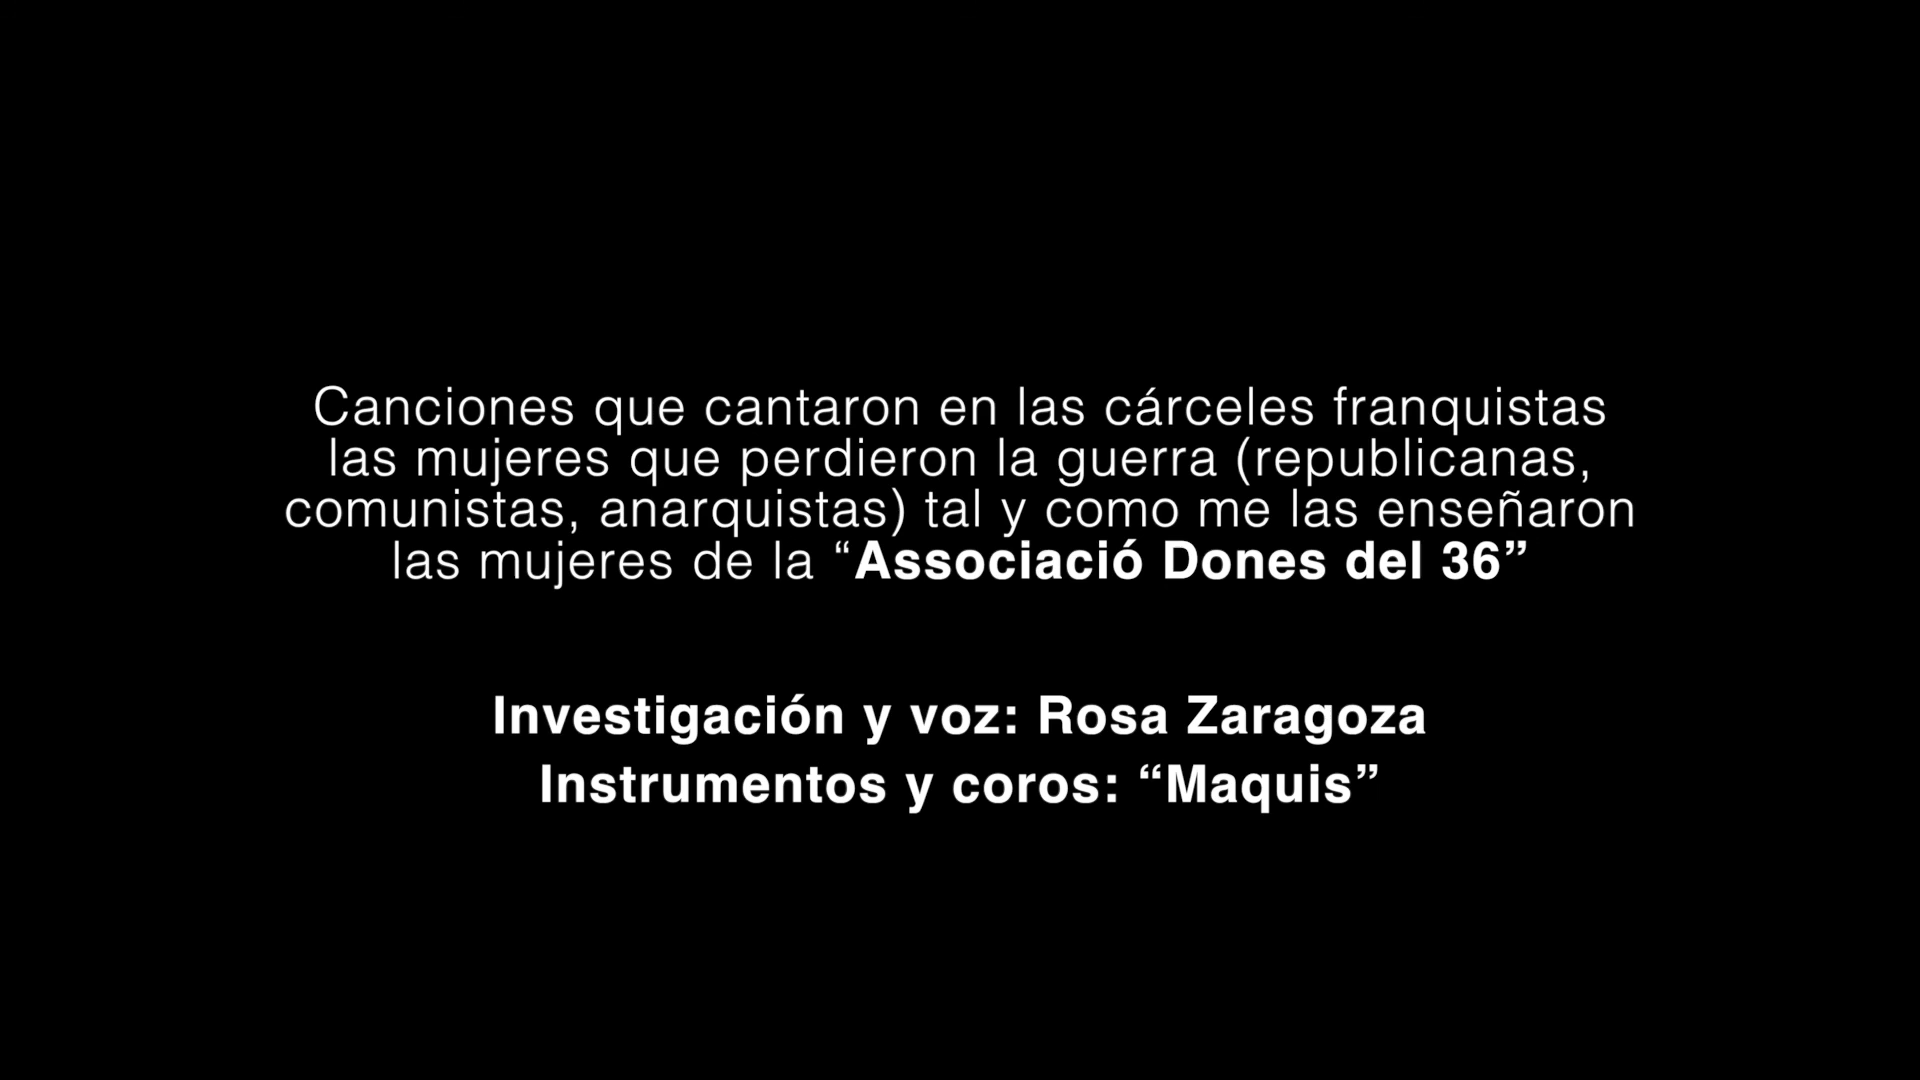 Canciones que cantaron en las cárceles franquistas
las mujeres que perdieron la guerra (republicanas,
comunistas, anarquistas) tal y como me las enseñaron
las mujeres de la “Associació Dones del 36”
Investigación y voz: Rosa Zaragoza
Instrumentos y coros: “Maquis”